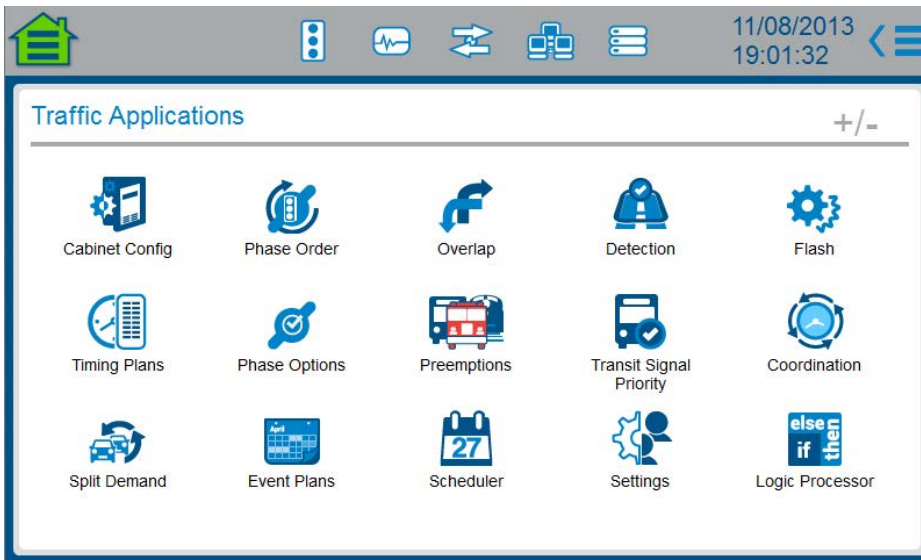 11/08/2013
19:01:32
Traffic Applications
+/-
Cabinet Config
Phase Order
Overlap
Detection
Flash
Timing Plans
Phase Options
Preemptions
Transit Signal
Priority
Coordination
April
27
else
if
then
Split Demand
Event Plans
Scheduler
Settings
Logic Processor